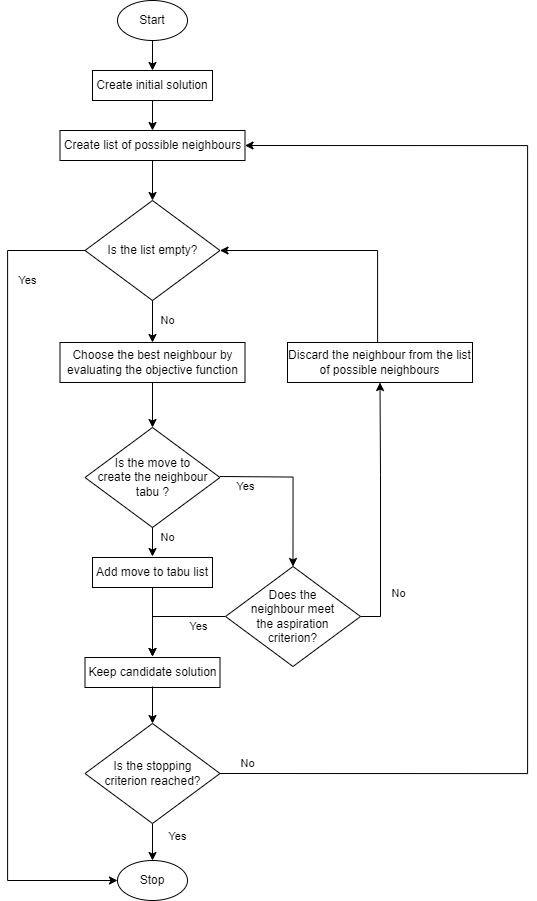 Start
Create initial solution
Create list of possible neighbours
Is the list empty?
Yes
No
Choose the best neighbour by
evaluating the objective function
Discard the neighbour from the list
of possible neighbours
Is the move to
create the neighbour
tabu ?
Yes
No
Add move to tabu list
Does the
neighbour meet
the aspiration
criterion?
No
Yes
Keep candidate solution
Is the stopping
criterion reached?
No
Yes
Stop